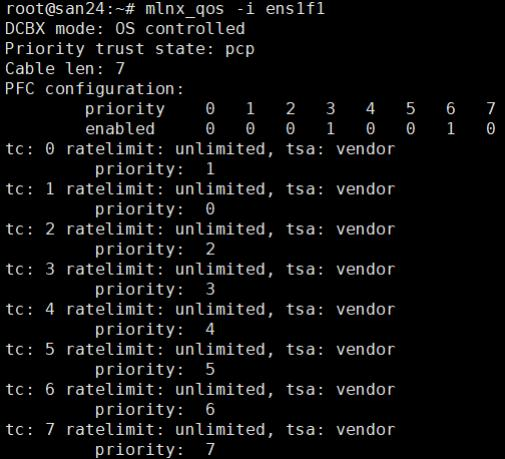 root@san24:~# mlnx_qos -i ens1f1
DCBX mode: OS controlled
Priority trust state: pcp
Cable len: 7
PFC configuration:
        priority    0   1   2   3   4   5   6   7
        enabled     0   0   0   1   0   0   1   0
tc: 0 ratelimit: unlimited, tsa: vendor
         priority:  1
tc: 1 ratelimit: unlimited, tsa: vendor
         priority:  0
tc: 2 ratelimit: unlimited, tsa: vendor
         priority:  2
tc: 3 ratelimit: unlimited, tsa: vendor
         priority:  3
tc: 4 ratelimit: unlimited, tsa: vendor
         priority:  4
tc: 5 ratelimit: unlimited, tsa: vendor
         priority:  5
tc: 6 ratelimit: unlimited, tsa: vendor
         priority:  6
tc: 7 ratelimit: unlimited, tsa: vendor
         priority:  7